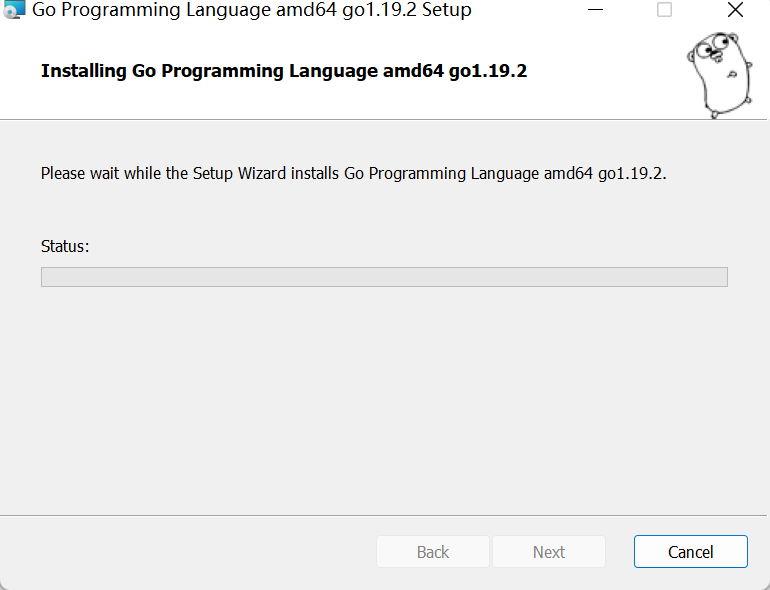 Go Programming Language amd64 go1.19.2 Setup
Installing Go Programming Language amd64 go1.19.2
Please wait while the Setup Wizard installs Go Programming Language amd64 go1.19.2.
Status:
Back Next Cancel